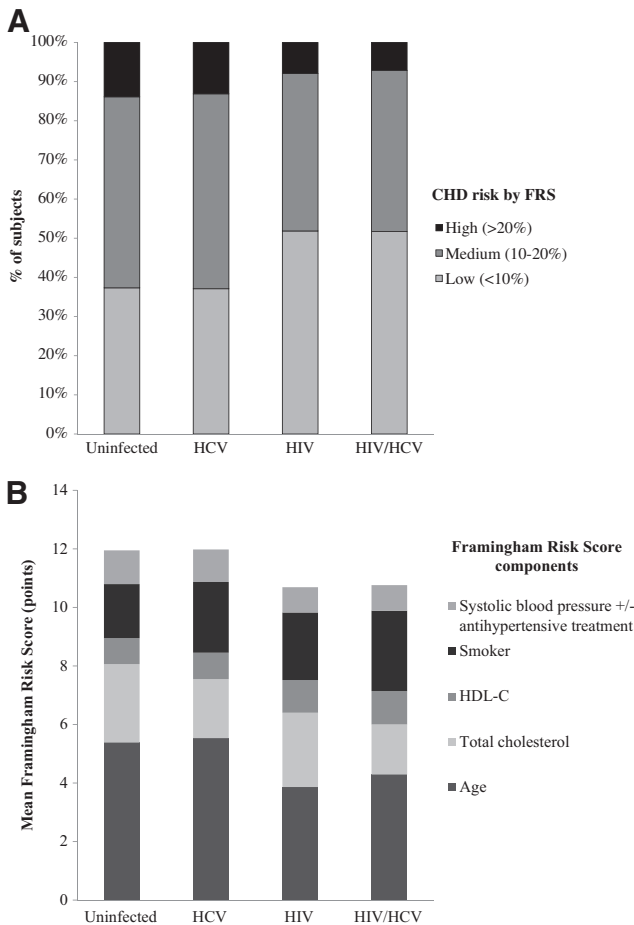 A
100%
90%
80%
70%
60%
50%
40%
30%
20%
10%
0%
% of subjects
Uninfected HCV HIV HIV/HCV
CHD risk by FRS
High (>20%)
Medium (10-20%)
Low (<10%)
B
14
12
10
8
6
4
2
0
Mean Framingham Risk Score (points)
Uninfected HCV HIV HIV/HCV
Framingham Risk Score
components
Systolic blood pressure +/-
antihypertensive treatment
Smoker
HDL-C
Total cholesterol
Age